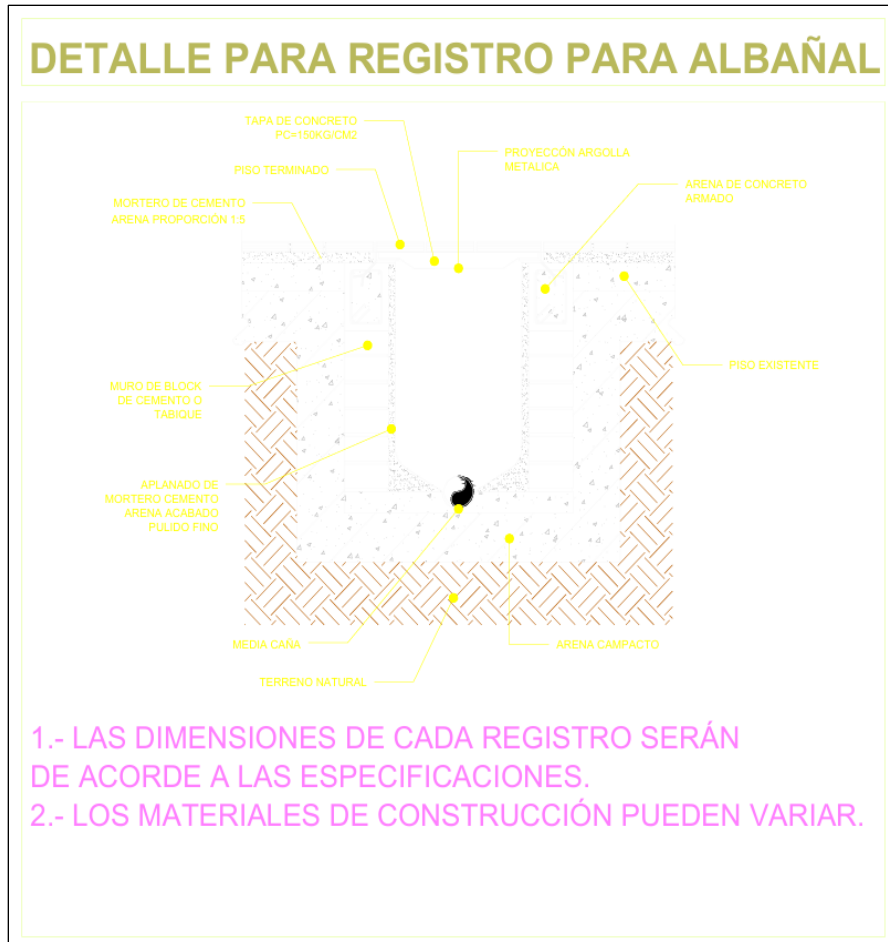 DETALLE PARA REGISTRO PARA ALBAÑAL
TAPA DE CONCRETO
PC=150KG/CM2
PISO TERMINADO
MORTERO DE CEMENTO
ARENA PROPORCIÓN 1:5
PROYECCÓN ARGOLLA
METALICA
ARENA DE CONCRETO
ARMADO
PISO EXISTENTE
MURO DE BLOCK
DE CEMENTO O
TABIQUE
APLANADO DE
MORTERO CEMENTO
ARENA ACABADO
PULIDO FINO
MEDIA CAÑA
ARENA CAMPACTO
TERRENO NATURAL
1.- LAS DIMENSIONES DE CADA REGISTRO SERÁN
DE ACORDE A LAS ESPECIFICACIONES.
2.- LOS MATERIALES DE CONSTRUCCIÓN PUEDEN VARIAR.